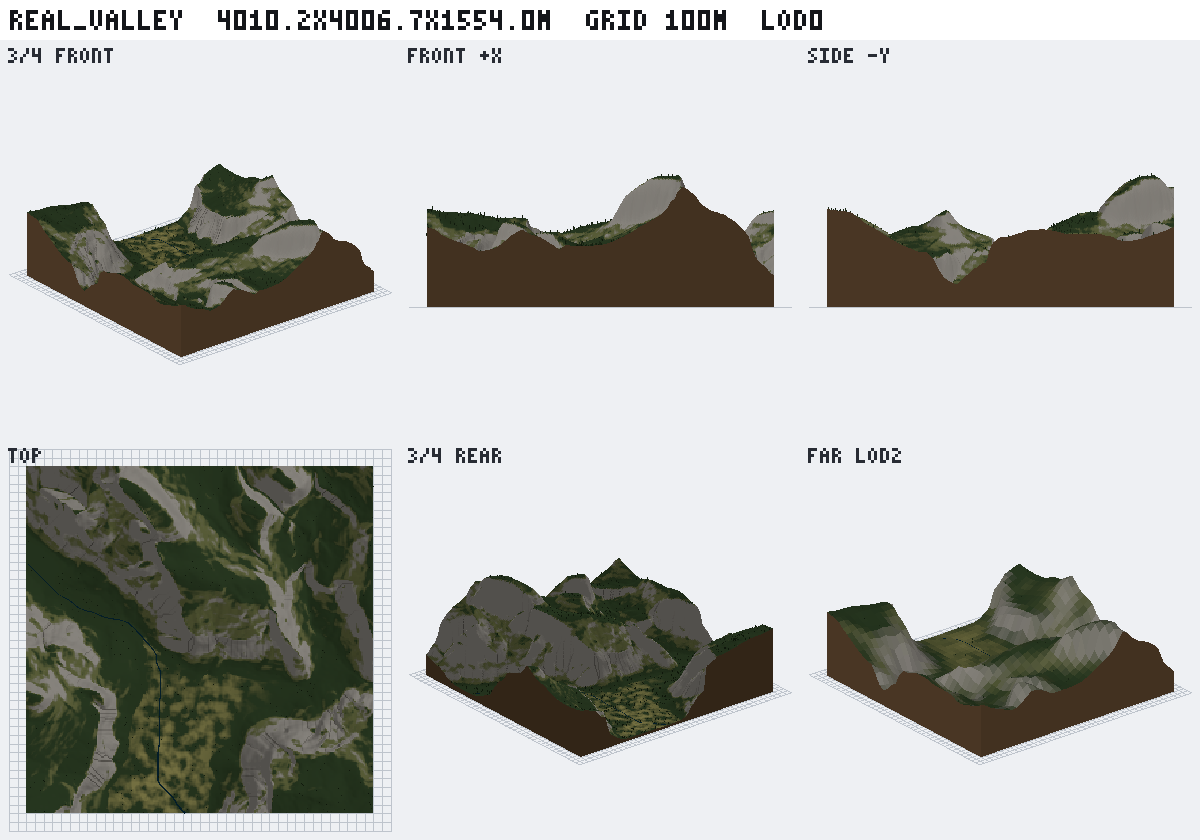 REAL_VALLEY 4010.2X4006.7X1554.0M GRID 100M LOD0
3/4 FRONT
FRONT +X
SIDE -Y
TOP
3/4 REAR
FAR LOD2